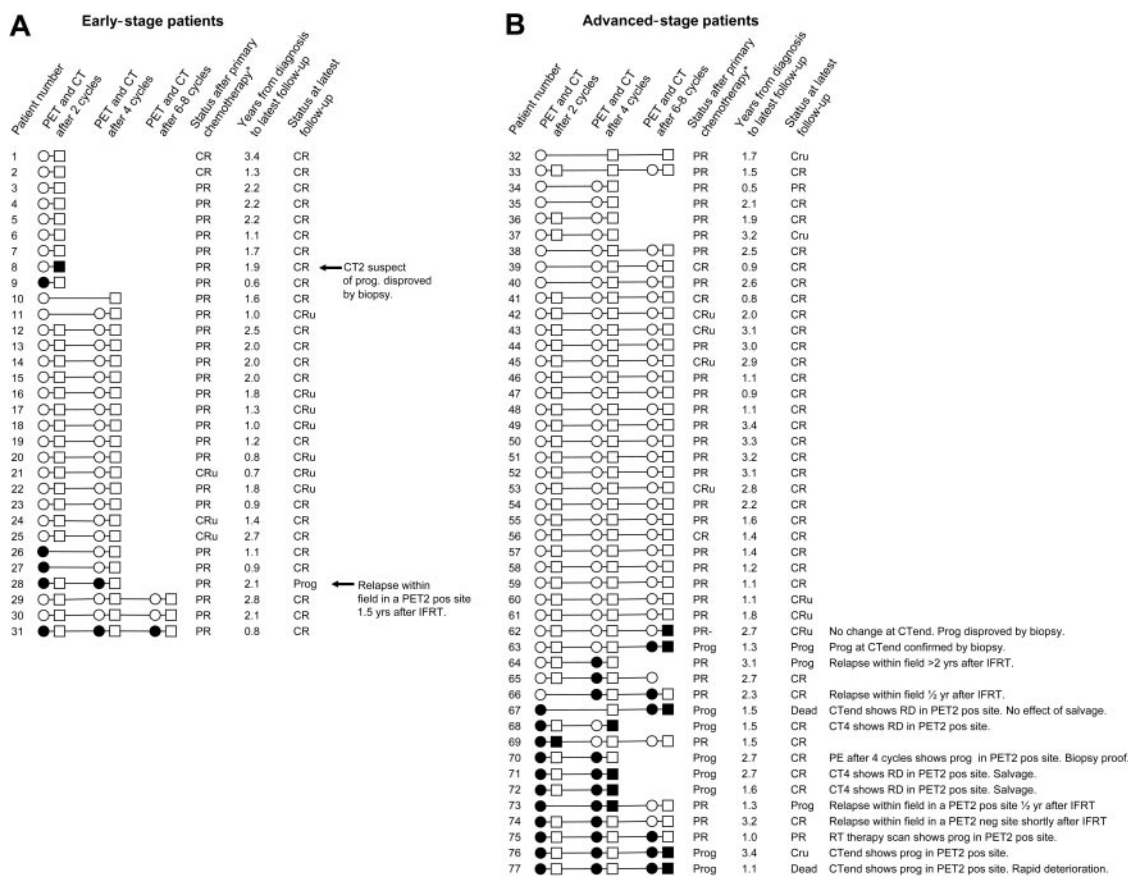 A Early-stage patients
Patient number
PET and CT
after 2 cycles
PET and CT
after 4 cycles
PET and CT
after 6-8 cycles
Status after primary
chemotherapy*
Years from diagnosis
to latest follow-up
Status at latest
follow-up
1 CR 3.4 CR
2 CR 1.3 CR
3 PR 2.2 CR
4 PR 2.2 CR
5 PR 2.2 CR
6 PR 1.1 CR
7 PR 1.7 CR
8 PR 1.9 CR CT2 suspect
of prog. disproved
by biopsy.
9 PR 0.6 CR
10 PR 1.6 CR
11 PR 1.0 CRu
12 PR 2.5 CR
13 PR 2.0 CR
14 PR 2.0 CR
15 PR 2.0 CR
16 PR 1.8 CRu
17 PR 1.3 CRu
18 PR 1.0 CRu
19 PR 1.2 CR
20 PR 0.8 CRu
21 CRu 0.7 CRu
22 PR 1.8 CRu
23 PR 0.9 CR
24 CRu 1.4 CR
25 CRu 2.7 CR
26 PR 1.1 CR
27 PR 0.9 CR
28 PR 2.1 Prog Relapse within
field in a PET2 pos site
1.5 yrs after IFRT.
29 PR 2.8 CR
30 PR 2.1 CR
31 PR 0.8 CR
B Advanced-stage patients
Patient number
PET and CT
after 2 cycles
PET and CT
after 4 cycles
PET and CT
after 6-8 cycles
Status after primary
chemotherapy*
Years from diagnosis
to latest follow-up
Status at latest
follow-up
32 PR 1.7 Cru
33 PR 1.5 CR
34 PR 0.5 PR
35 PR 2.1 CR
36 PR 1.9 CR
37 PR 3.2 Cru
38 PR 2.5 CR
39 CR 0.9 CR
40 PR 2.6 CR
41 CR 0.8 CR
42 CRu 2.0 CR
43 CRu 3.1 CR
44 PR 3.0 CR
45 CRu 2.9 CR
46 PR 1.1 CR
47 PR 0.9 CR
48 PR 1.1 CR
49 PR 3.4 CR
50 PR 3.3 CR
51 PR 3.2 CR
52 PR 3.1 CR
53 CRu 2.8 CR
54 PR 2.2 CR
55 PR 1.6 CR
56 CR 1.4 CR
57 PR 1.4 CR
58 PR 1.2 CR
59 PR 1.1 CR
60 PR 1.1 CRu
61 PR 1.8 CRu
62 PR- 2.7 CRu No change at CTend. Prog disproved by biopsy.
63 Prog 1.3 Prog Prog at CTend confirmed by biopsy.
64 PR 3.1 Prog Relapse within field >2 yrs after IFRT.
65 PR 2.7 CR
66 PR 2.3 CR Relapse within field ½ yr after IFRT.
67 Prog 1.5 Dead CTend shows RD in PET2 pos site. No effect of salvage.
68 Prog 1.5 CR CT4 shows RD in PET2 pos site.
69 PR 1.5 CR
70 Prog 2.7 CR PE after 4 cycles shows prog in PET2 pos site. Biopsy proof.
71 Prog 2.7 CR CT4 shows RD in PET2 pos site. Salvage.
72 Prog 1.6 CR CT4 shows RD in PET2 pos site. Salvage.
73 PR 1.3 Prog Relapse within field in a PET2 pos site ½ yr after IFRT
74 PR 3.2 CR Relapse within field in a PET2 neg site shortly after IFRT
75 PR 1.0 PR RT therapy scan shows prog in PET2 pos site.
76 Prog 3.4 Cru CTend shows prog in PET2 pos site.
77 Prog 1.1 Dead CTend shows prog in PET2 pos site. Rapid deterioration.